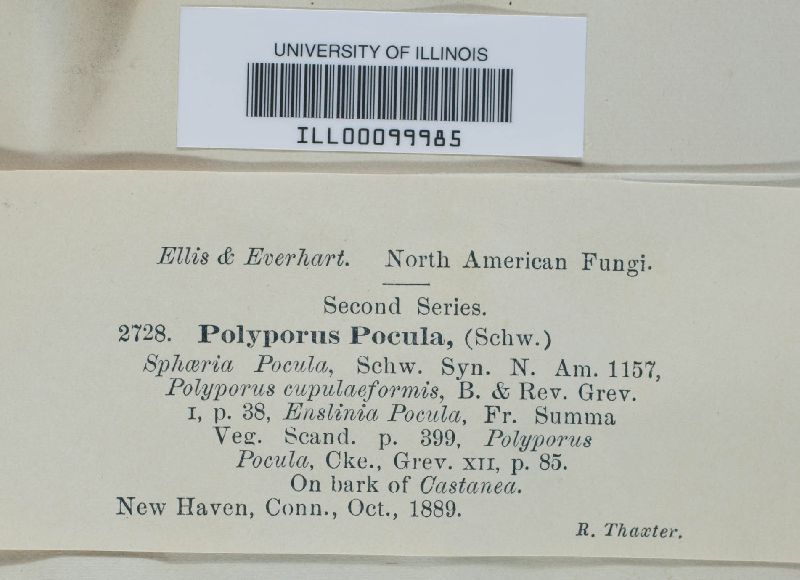 UNIVERSITY OF ILLINOIS
ILL00099985
Ellis & Everhart. North American Fungi.
Second Series.
2728. Polyporus Pocula, (Schw.)
Sphæria Pocula, Schw. Syn. N. Am. 1157,
Polyporus cupulaeformis, B. & Rev. Grev.
I, p. 38, Enslinia Pocula, Fr. Summa
Veg. Scand. p. 399, Polyporus
Pocula, Cke., Grev. XII, p. 85.
On bark of Castanea.
New Haven, Conn., Oct., 1889.
R. Thaxter.